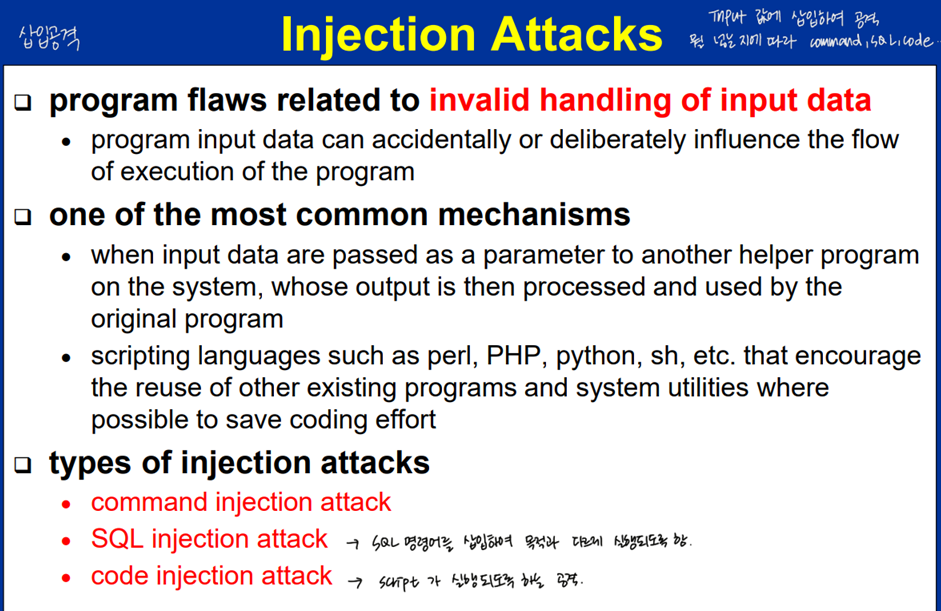 삽입공격
Injection Attacks
Input 값에 삽입하여 공격
뭘 넣는지에 따라 command, SQL, code..
❑ program flaws related to invalid handling of input data
• program input data can accidentally or deliberately influence the flow
of execution of the program
❑ one of the most common mechanisms
• when input data are passed as a parameter to another helper program
on the system, whose output is then processed and used by the
original program
• scripting languages such as perl, PHP, python, sh, etc. that encourage
the reuse of other existing programs and system utilities where
possible to save coding effort
❑ types of injection attacks
• command injection attack
• SQL injection attack → SQL 명령어를 삽입하여 목적과 다르게 실행되도록 함.
• code injection attack → script 가 실행되도록 하는 공격.